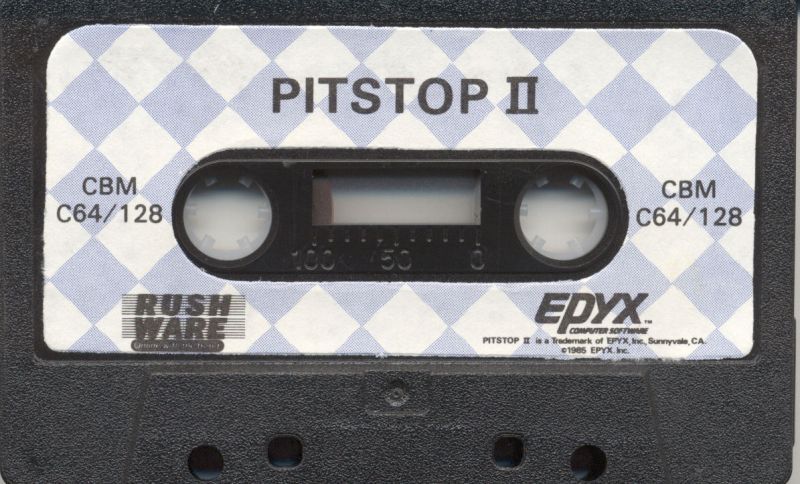 PITSTOP II
CBM
C64/128
CBM
C64/128
100 50 0
RUSH
WARE
EPYX™
COMPUTER SOFTWARE
PITSTOP II is a Trademark of EPYX, Inc., Sunnyvale, CA.
©1985 EPYX. Inc.